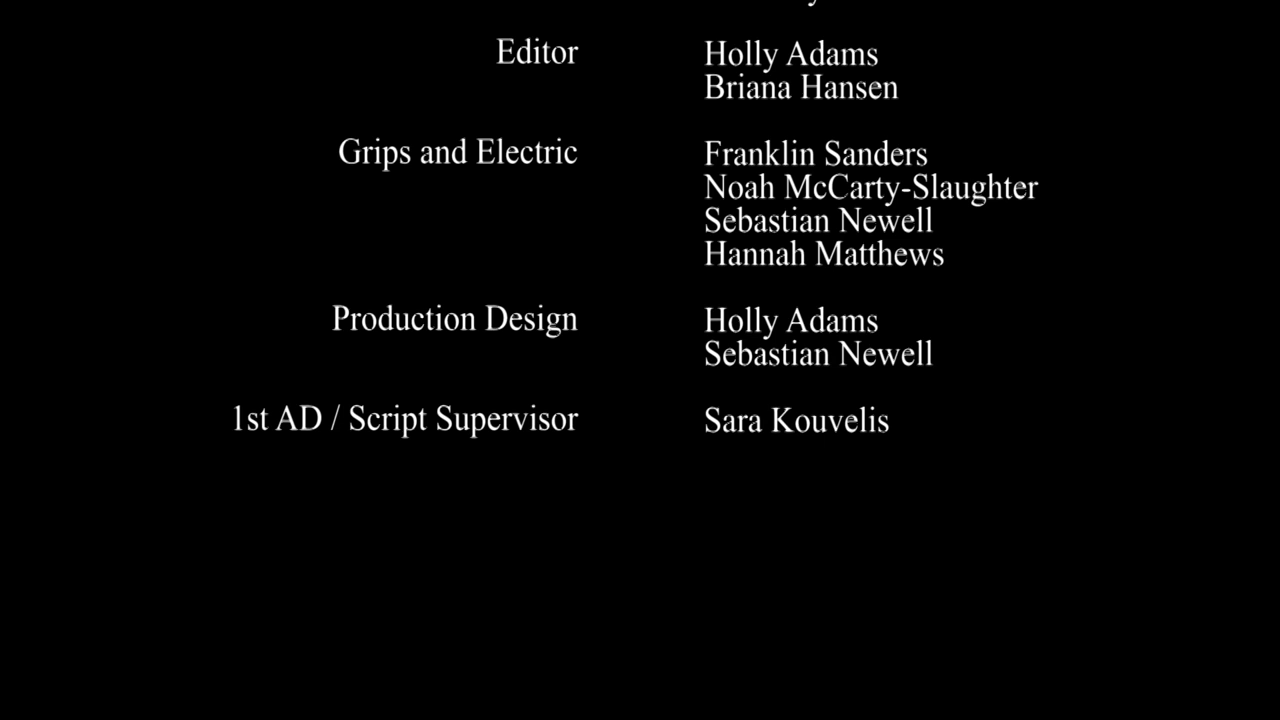 Editor Holly Adams
Briana Hansen
Grips and Electric Franklin Sanders
Noah McCarty-Slaughter
Sebastian Newell
Hannah Matthews
Production Design Holly Adams
Sebastian Newell
1st AD / Script Supervisor Sara Kouvelis